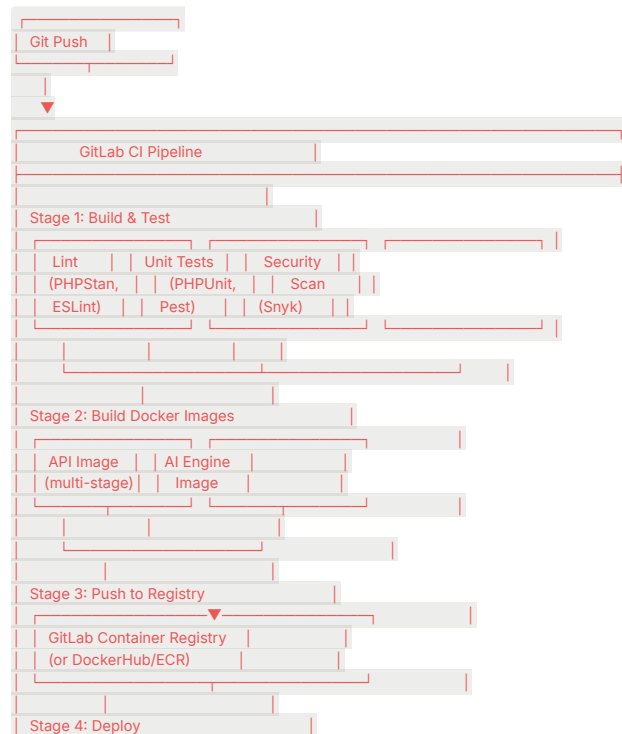 Git Push
GitLab CI Pipeline
Stage 1: Build & Test
Lint Unit Tests Security
(PHPStan, (PHPUnit, Scan
ESLint) Pest) (Snyk)
Stage 2: Build Docker Images
API Image AI Engine
(multi-stage) Image
Stage 3: Push to Registry
GitLab Container Registry
(or DockerHub/ECR)
Stage 4: Deploy